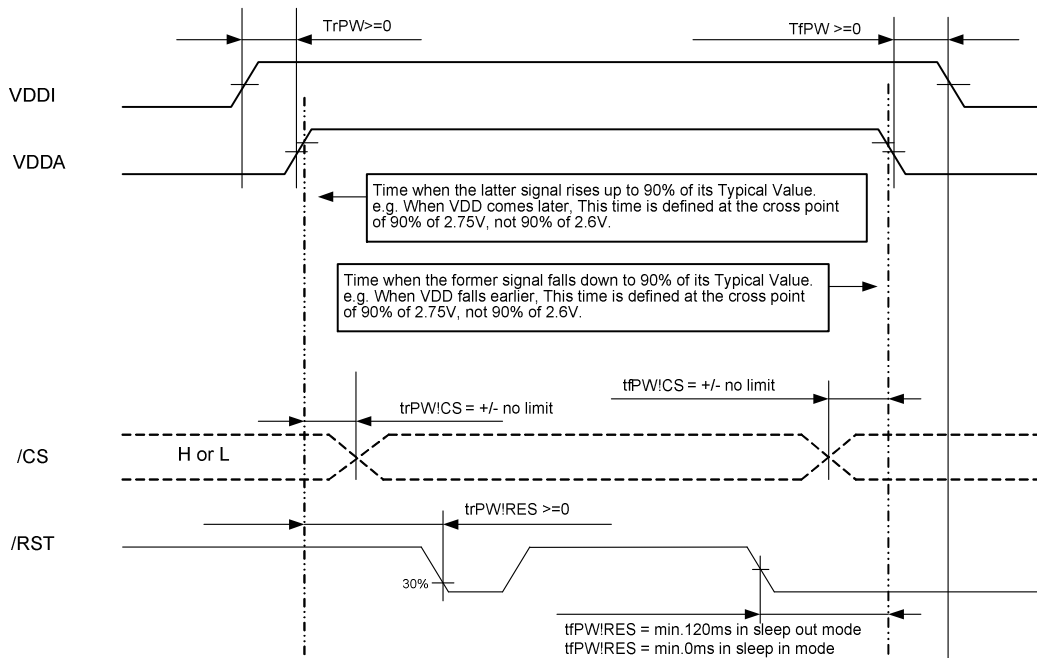 TrPW>=0
TfPW >=0
VDDI
VDDA
Time when the latter signal rises up to 90% of its Typical Value.
e.g. When VDD comes later, This time is defined at the cross point
of 90% of 2.75V, not 90% of 2.6V.
Time when the former signal falls down to 90% of its Typical Value.
e.g. When VDD falls earlier, This time is defined at the cross point
of 90% of 2.75V, not 90% of 2.6V.
tfPW!CS = +/- no limit
trPW!CS = +/- no limit
/CS
H or L
trPW!RES >=0
/RST
30%
tfPW!RES = min.120ms in sleep out mode
tfPW!RES = min.0ms in sleep in mode